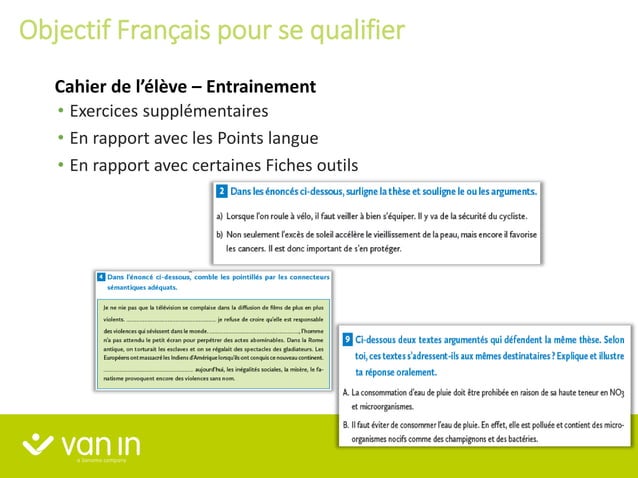 Objectif Français pour se qualifier
Cahier de l’élève – Entrainement
• Exercices supplémentaires
• En rapport avec les Points langue
• En rapport avec certaines Fiches outils
2 Dans les énoncés ci-dessous, surligne la thèse et souligne le ou les arguments.
a) Lorsque l'on roule à vélo, il faut veiller à bien s'équiper. Il y va de la sécurité du cycliste.
b) Non seulement l'excès de soleil accélère le vieillissement de la peau, mais encore il favorise
les cancers. Il est donc important de s'en protéger.
4 Dans l'énoncé ci-dessous, comble les pointillés par les connecteurs
sémantiques adéquats.
Je ne nie pas que la télévision se complaise dans la diffusion de films de plus en plus
violents. ........................................ je refuse de croire qu'elle est responsable
des violences qui sévissent dans le monde. ........................................, l'homme
n'a pas attendu le petit écran pour perpétrer des actes abominables. Dans la Rome
antique, on torturait les esclaves et on se régalait des spectacles des gladiateurs. Les
Européens ont massacré les Indiens d'Amérique lorsqu'ils ont conquis ce nouveau continent.
........................................ aujourd'hui, les inégalités sociales, la misère, le fa-
natisme provoquent encore des violences sans nom.
9 Ci-dessous deux textes argumentés qui défendent la même thèse. Selon
toi, ces textes s'adressent-ils aux mêmes destinataires ? Explique et illustre
ta réponse oralement.
A. La consommation d'eau de pluie doit être prohibée en raison de sa haute teneur en NO3
et microorganismes.
B. Il faut éviter de consommer l'eau de pluie. En effet, elle est polluée et contient des micro-
organismes nocifs comme des champignons et des bactéries.
van in
a sanoma company